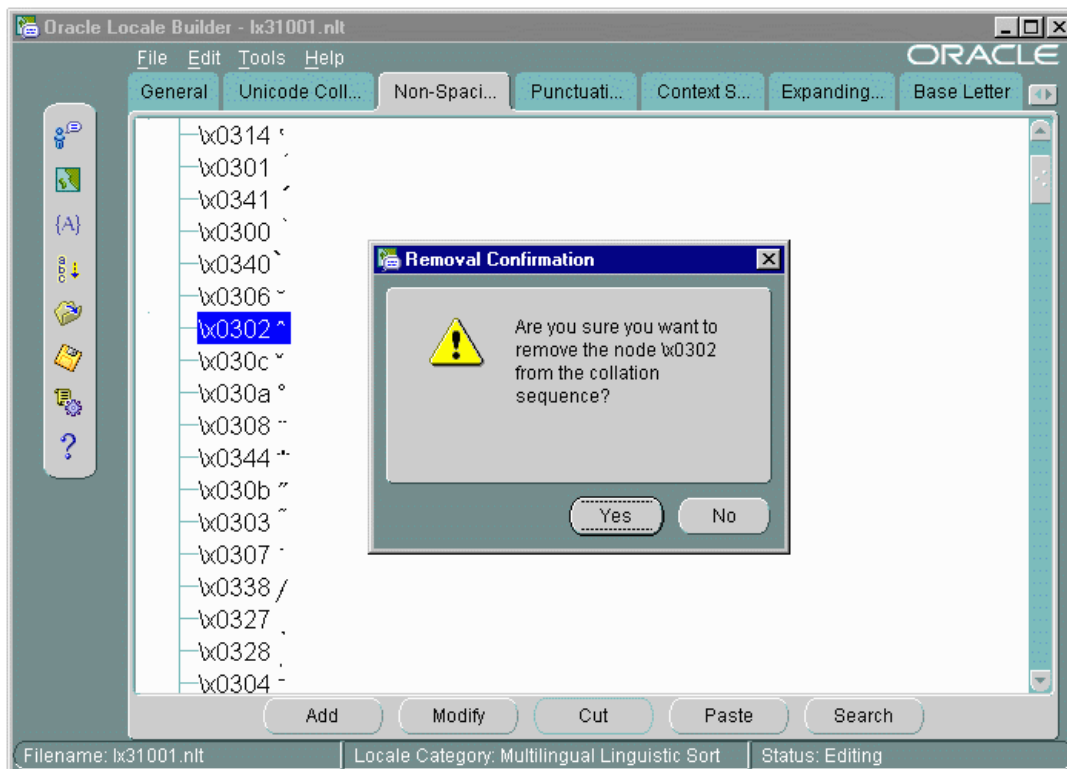 Oracle Locale Builder - lx31001.nlt
File Edit Tools Help
ORACLE
General Unicode Coll... Non-Spaci... Punctuati... Context S... Expanding... Base Letter
{A}
a
b
c
?
\x0314 ̔
\x0301 ́
\x0341 ́
\x0300 ̀
\x0340 ̀
\x0306 ̆
\x0302 ^
\x030c ˇ
\x030a °
\x0308 ¨
\x0344 ̈́
\x030b ˝
\x0303 ˜
\x0307 ˙
\x0338 /
\x0327 ¸
\x0328 ˛
\x0304 ¯
Removal Confirmation
Are you sure you want to
remove the node \x0302
from the collation
sequence?
Yes No
Add Modify Cut Paste Search
Filename: lx31001.nlt Locale Category: Multilingual Linguistic Sort Status: Editing